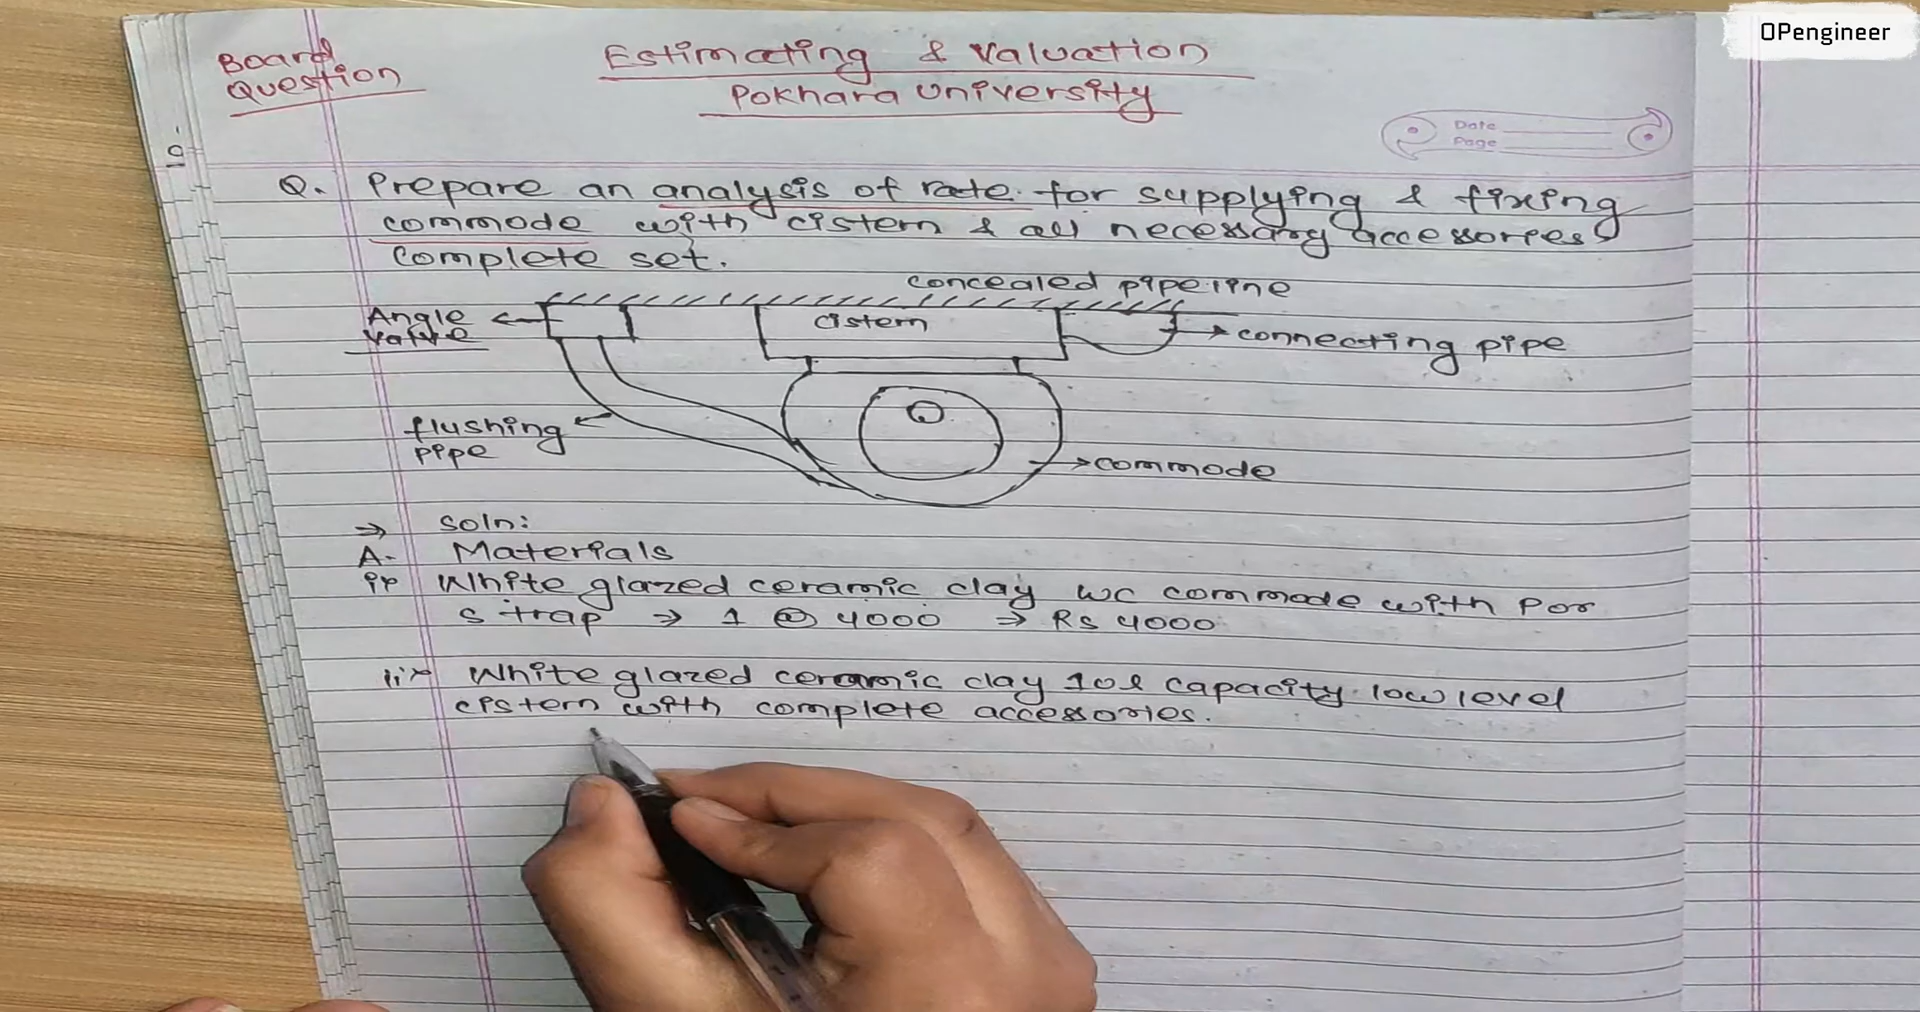 OPengineer
Board
Question
Estimating & Valuation
Pokhara University
Date
Page
Q. Prepare an analysis of rate for supplying & fixing
commode with cistern & all necessary accessories
complete set.
concealed pipeline
Angle
valve
cistern
connecting pipe
flushing
pipe
commode
⇒ Soln:
A. Materials
i) White glazed ceramic clay wc commode with P or
S trap → 1 @ 4000 ⇒ Rs 4000
ii) White glazed ceramic clay 10l capacity low level
cistern with complete accessories.